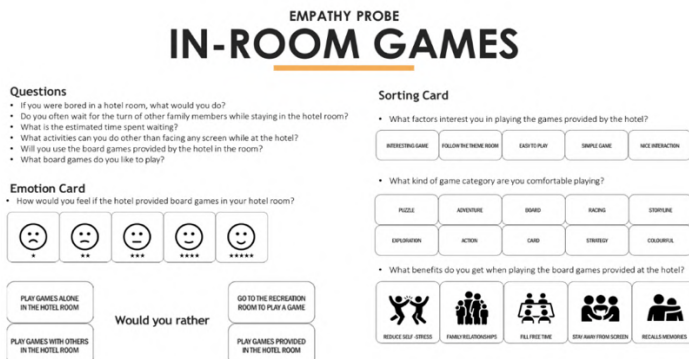 EMPATHY PROBE
IN-ROOM GAMES
Questions
• If you were bored in a hotel room, what would you do?
• Do you often wait for the turn of other family members while staying in the hotel room?
• What is the estimated time spent waiting?
• What activities can you do other than facing any screen while at the hotel?
• Will you use the board games provided by the hotel in the room?
• What board games do you like to play?
Emotion Card
• How would you feel if the hotel provided board games in your hotel room?
★
★★
★★★
★★★★
★★★★★
PLAY GAMES ALONE
IN THE HOTEL ROOM
PLAY GAMES WITH OTHERS
IN THE HOTEL ROOM
Would you rather
GO TO THE RECREATION
ROOM TO PLAY A GAME
PLAY GAMES PROVIDED
IN THE HOTEL ROOM
Sorting Card
• What factors interest you in playing the games provided by the hotel?
INTERESTING GAME
FOLLOW THE THEME ROOM
EASY TO PLAY
SIMPLE GAME
NICE INTERACTION
• What kind of game category are you comfortable playing?
PUZZLE
ADVENTURE
BOARD
RACING
STORYLINE
EXPLORATION
ACTION
CARD
STRATEGY
COLOURFUL
• What benefits do you get when playing the board games provided at the hotel?
REDUCE SELF-STRESS
FAMILY RELATIONSHIPS
FILL FREE TIME
STAY AWAY FROM SCREEN
RECALLS MEMORIES